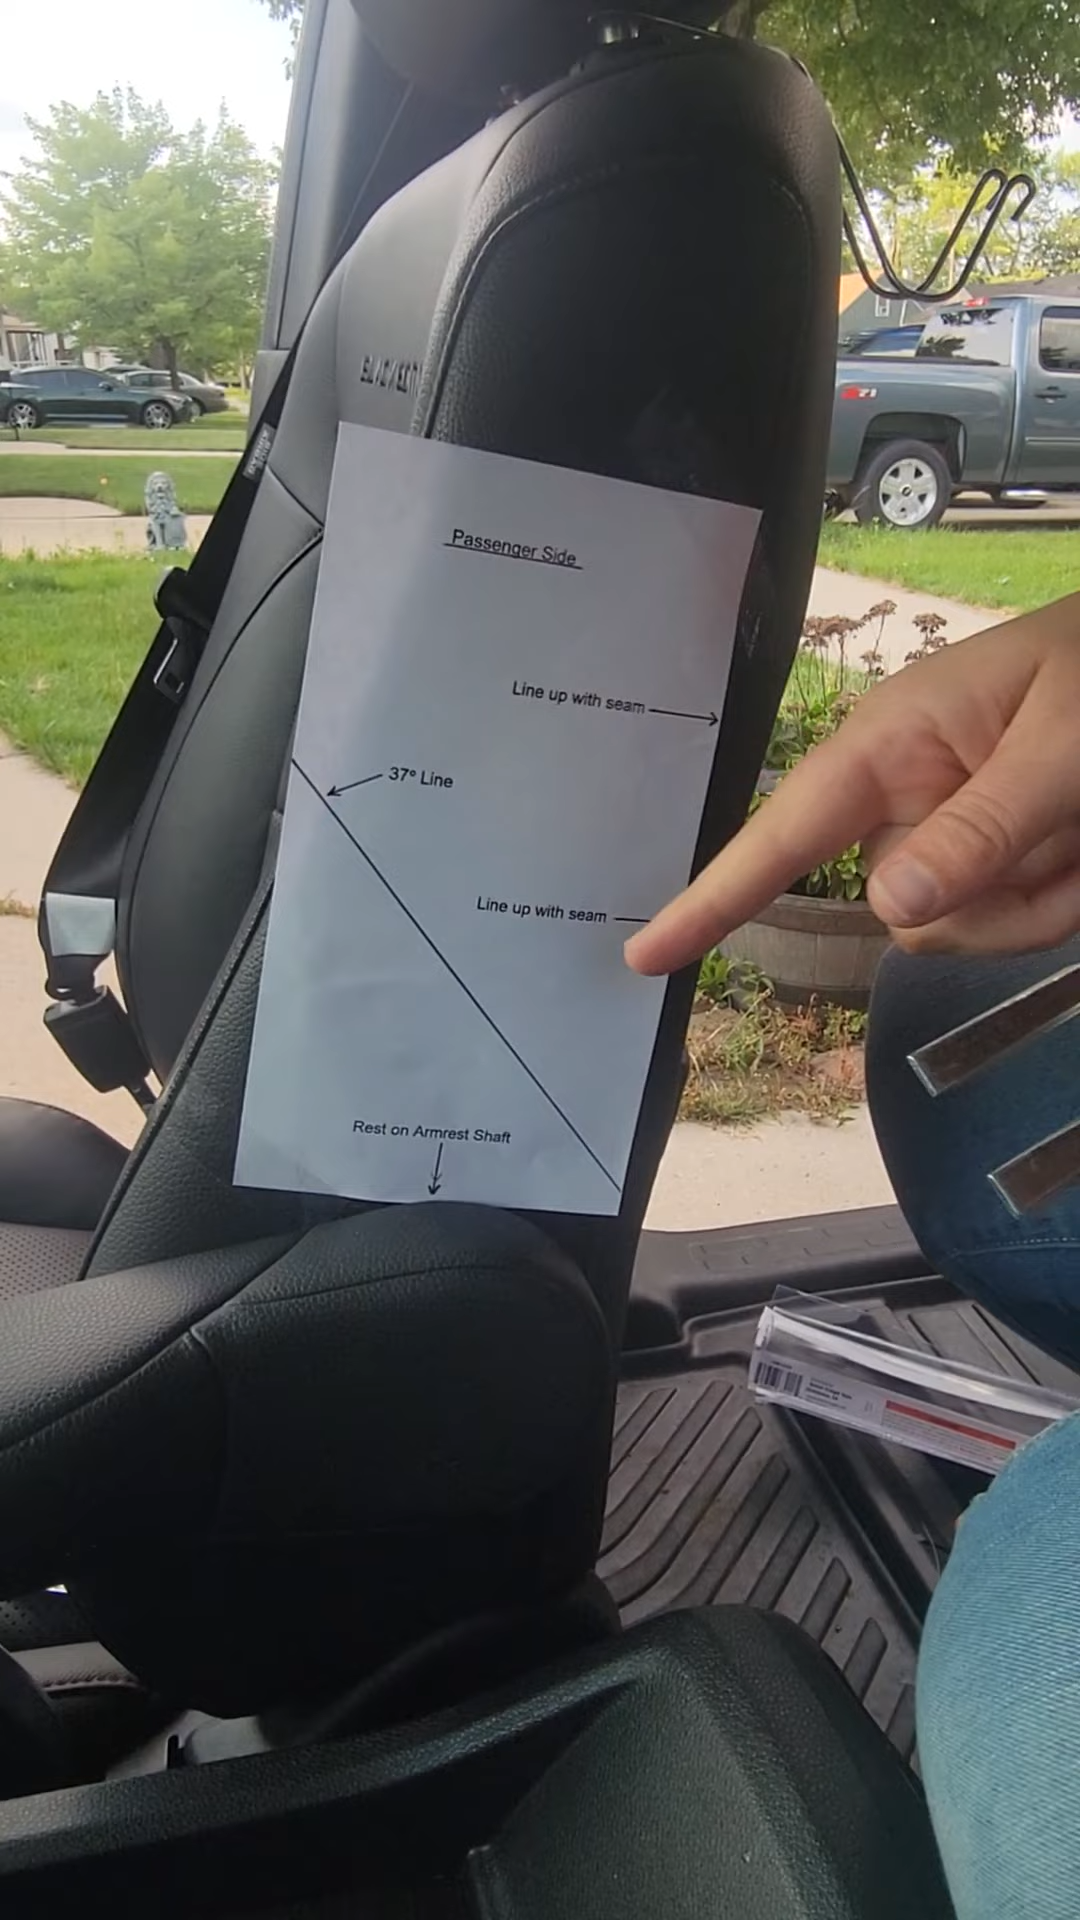 Passenger Side
Line up with seam
37° Line
Line up with seam
Rest on Armrest Shaft